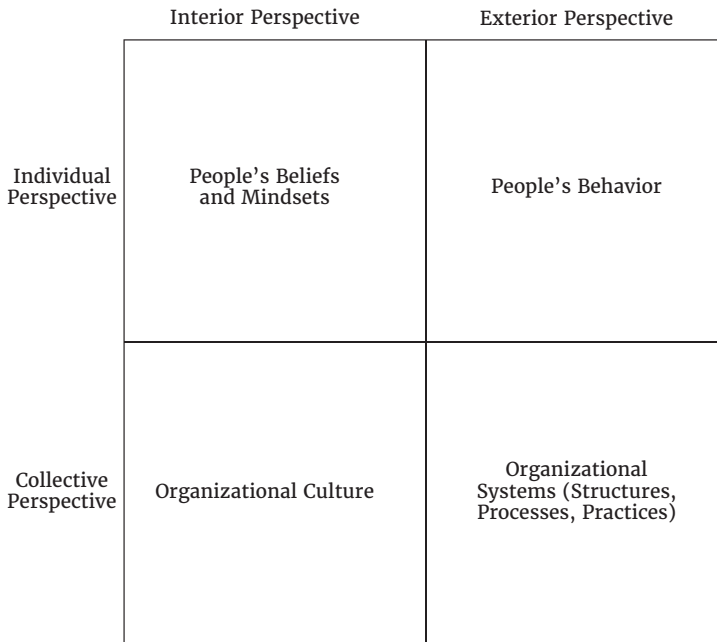 Interior Perspective
Exterior Perspective
Individual
Perspective
People’s Beliefs
and Mindsets
People’s Behavior
Collective
Perspective
Organizational Culture
Organizational
Systems (Structures,
Processes, Practices)